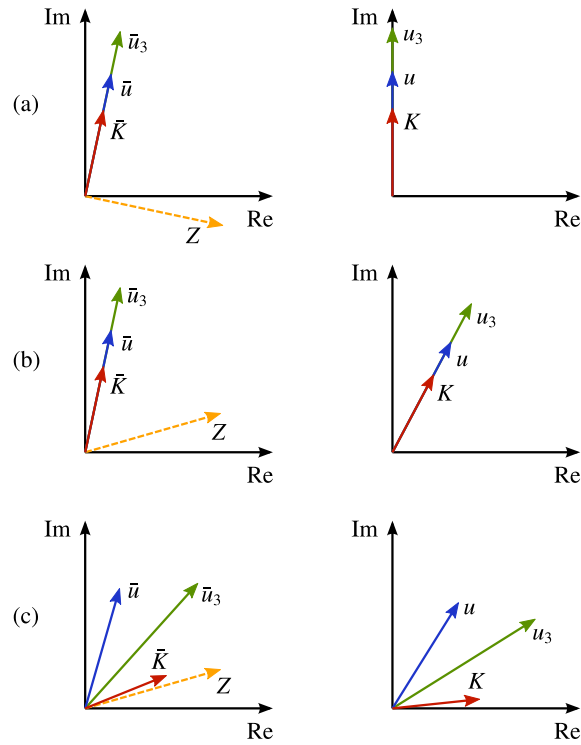 Im
Im
ū₃
u₃
ū
u
(a)
K̄
K
Re
Re
Z
Im
Im
ū₃
u₃
ū
u
(b)
K̄
K
Z
Re
Re
Im
Im
ū
ū₃
u
u₃
(c)
K̄
Z
K
Re
Re